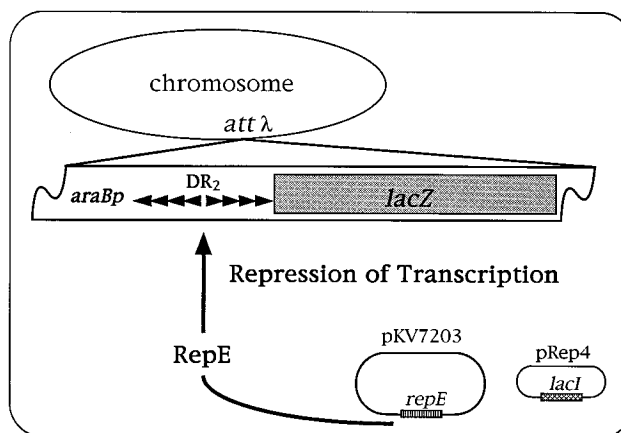 chromosome
att λ
araBp
DR2
lacZ
Repression of Transcription
RepE
pKV7203
repE
pRep4
lacI